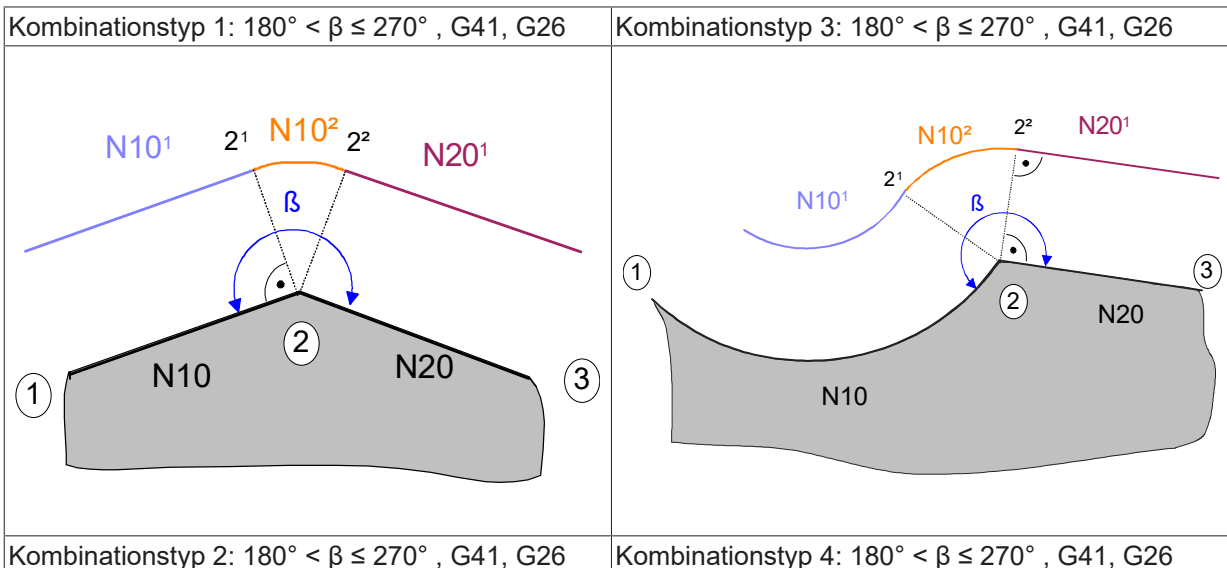 Kombinationstyp 1: 180° < β ≤ 270° , G41, G26
N10¹
2¹
N10²
2²
N20¹
ß
1
N10
2
N20
3
Kombinationstyp 3: 180° < β ≤ 270° , G41, G26
N10¹
2¹
N10²
2²
N20¹
ß
1
2
3
N20
N10
Kombinationstyp 2: 180° < β ≤ 270° , G41, G26
Kombinationstyp 4: 180° < β ≤ 270° , G41, G26